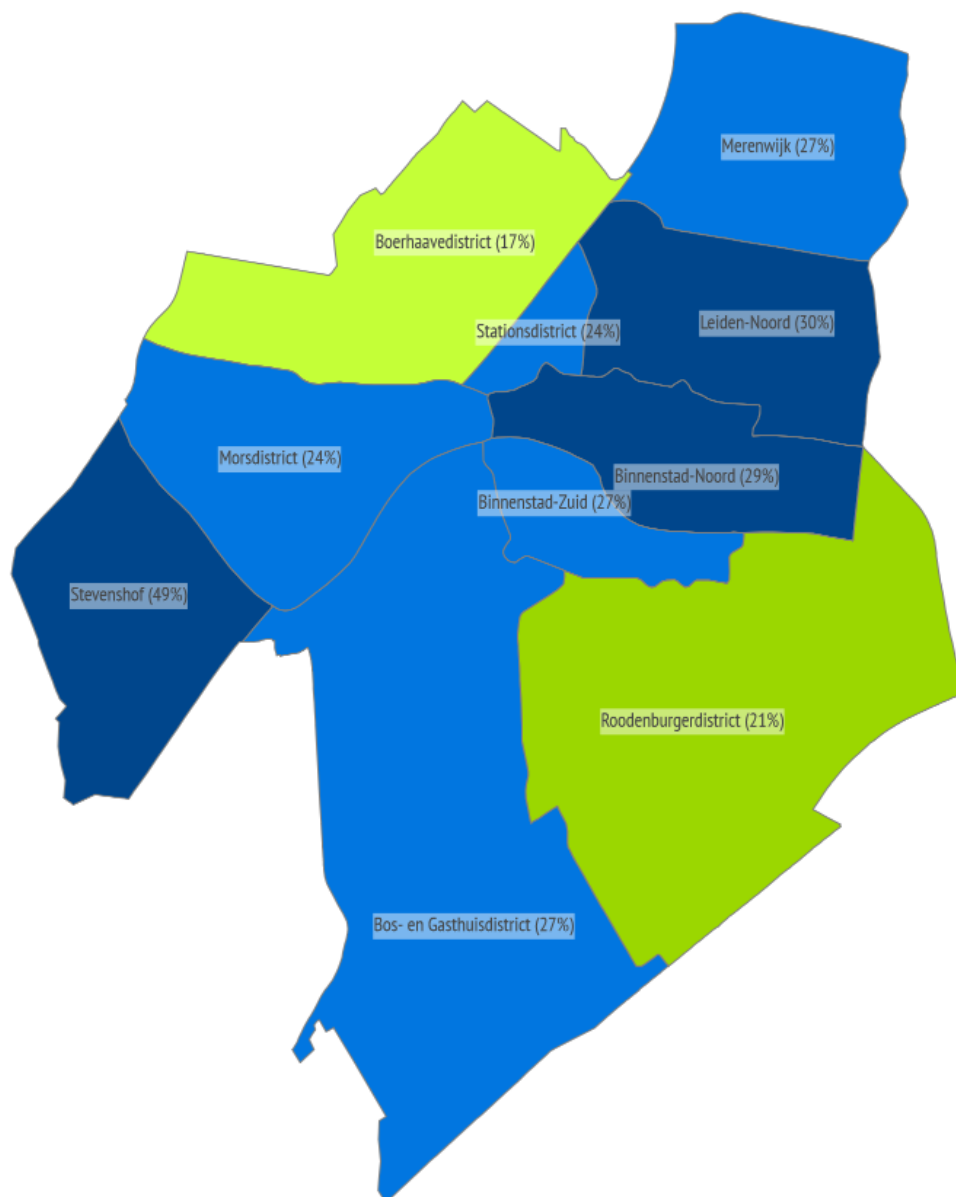 Merenwijk (27%)
Boerhaavedistrict (17%)
Leiden-Noord (30%)
Stationsdistrict (24%)
Morsdistrict (24%)
Binnenstad-Noord (29%)
Binnenstad-Zuid (27%)
Stevenshof (49%)
Roodenburgerdistrict (21%)
Bos- en Gasthuisdistrict (27%)